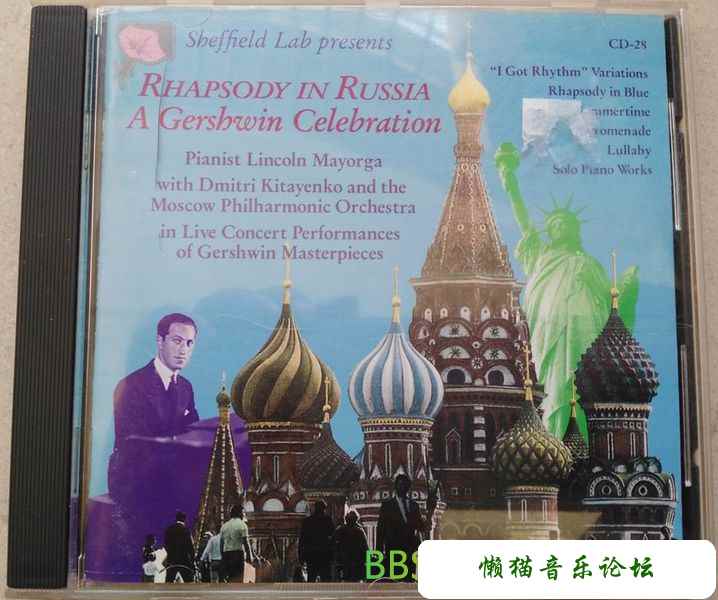 Sheffield Lab presents
CD-28
RHAPSODY IN RUSSIA
A Gershwin Celebration
Pianist Lincoln Mayorga
with Dmitri Kitayenko and the
Moscow Philharmonic Orchestra
in Live Concert Performances
of Gershwin Masterpieces
"I Got Rhythm" Variations
Rhapsody in Blue
mmertime
omenade
Lullaby
Solo Piano Works
BBS
懒猫音乐论坛